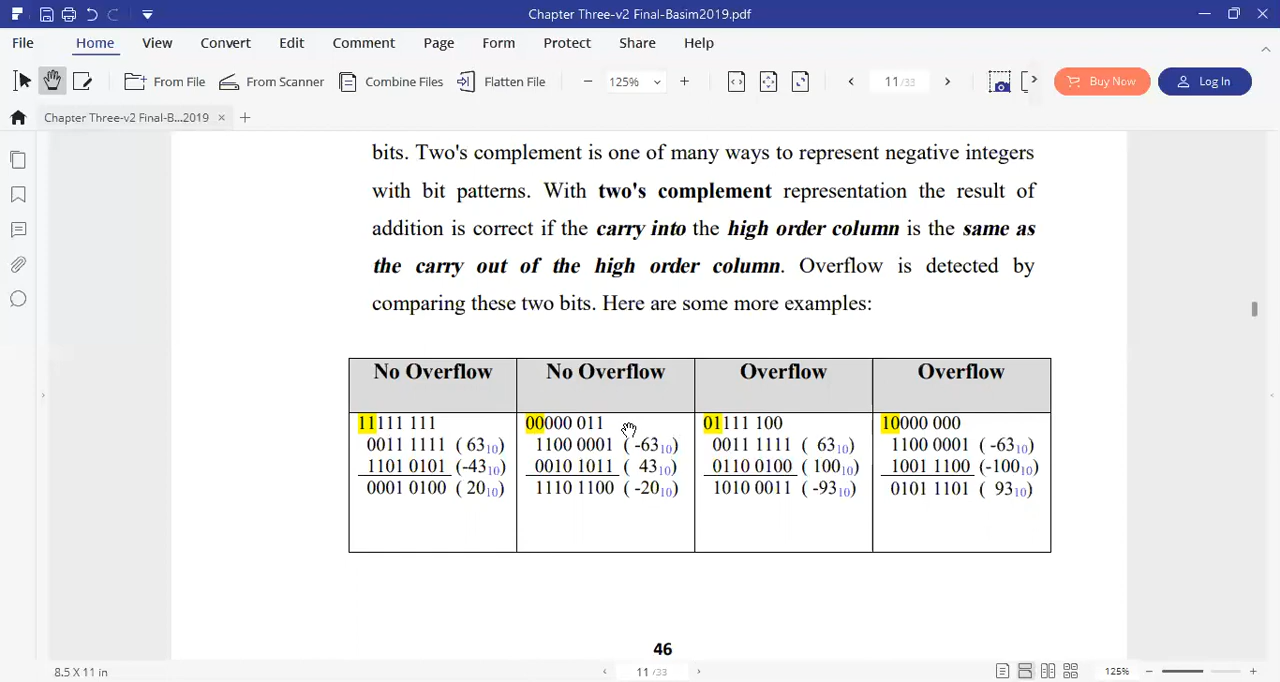 Chapter Three-v2 Final-Basim2019.pdf
File Home View Convert Edit Comment Page Form Protect Share Help
From File From Scanner Combine Files Flatten File 125% 11/33 Buy Now Log In
Chapter Three-v2 Final-B...2019
bits. Two's complement is one of many ways to represent negative integers
with bit patterns. With two's complement representation the result of
addition is correct if the carry into the high order column is the same as
the carry out of the high order column. Overflow is detected by
comparing these two bits. Here are some more examples:
No Overflow No Overflow Overflow Overflow
11111 111 00000 011 01111 100 10000 000
0011 1111 ( 63₁₀) 1100 0001 ( -63₁₀) 0011 1111 ( 63₁₀) 1100 0001 ( -63₁₀)
1101 0101 (-43₁₀) 0010 1011 ( 43₁₀) 0110 0100 ( 100₁₀) 1001 1100 (-100₁₀)
0001 0100 ( 20₁₀) 1110 1100 ( -20₁₀) 1010 0011 ( -93₁₀) 0101 1101 ( 93₁₀)
46
8.5 X 11 in 11 /33 125%